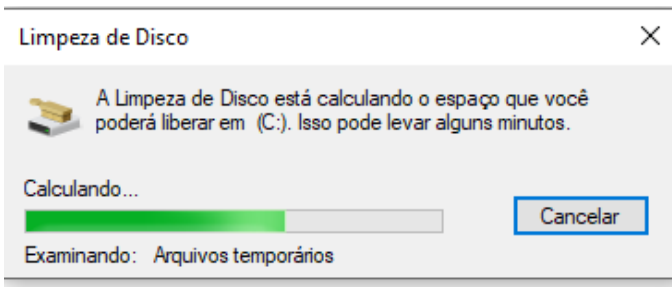 Limpeza de Disco
A Limpeza de Disco está calculando o espaço que você
poderá liberar em  (C:). Isso pode levar alguns minutos.
Calculando...
Cancelar
Examinando:   Arquivos temporários